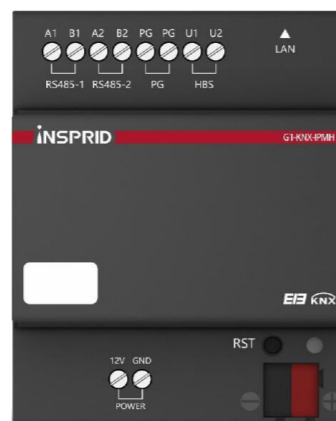 A1 B1 A2 B2 PG PG U1 U2
LAN
RS485-1 RS485-2 PG HBS
INSPRID
GT-KNX-IPMH
EIB KNX
RST
12V GND
POWER